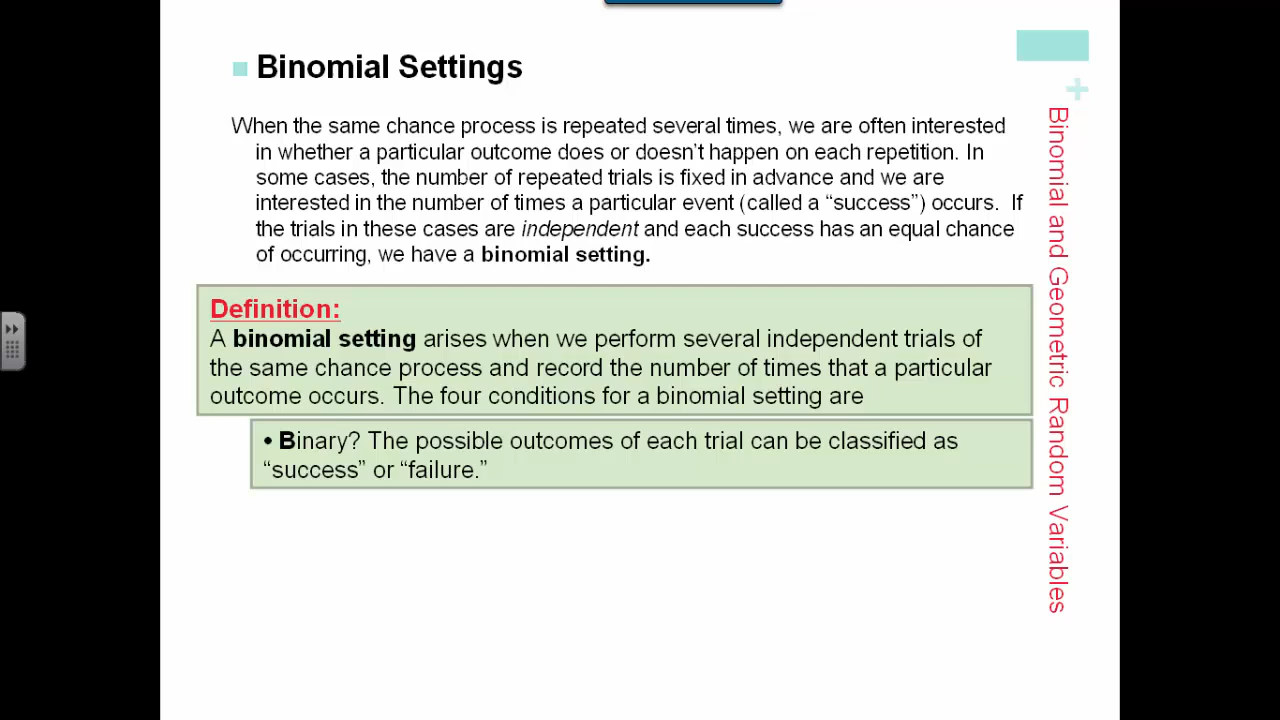 Binomial Settings
When the same chance process is repeated several times, we are often interested
in whether a particular outcome does or doesn’t happen on each repetition. In
some cases, the number of repeated trials is fixed in advance and we are
interested in the number of times a particular event (called a “success”) occurs. If
the trials in these cases are independent and each success has an equal chance
of occurring, we have a binomial setting.
Definition:
A binomial setting arises when we perform several independent trials of
the same chance process and record the number of times that a particular
outcome occurs. The four conditions for a binomial setting are
• Binary? The possible outcomes of each trial can be classified as
“success” or “failure.”
+
Binomial and Geometric Random Variables